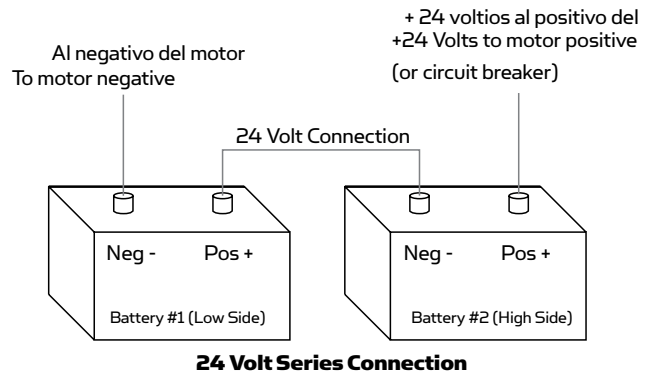 Al negativo del motor
To motor negative
+ 24 voltios al positivo del
+24 Volts to motor positive
(or circuit breaker)
24 Volt Connection
Neg -
Pos +
Battery #1 (Low Side)
Neg -
Pos +
Battery #2 (High Side)
24 Volt Series Connection